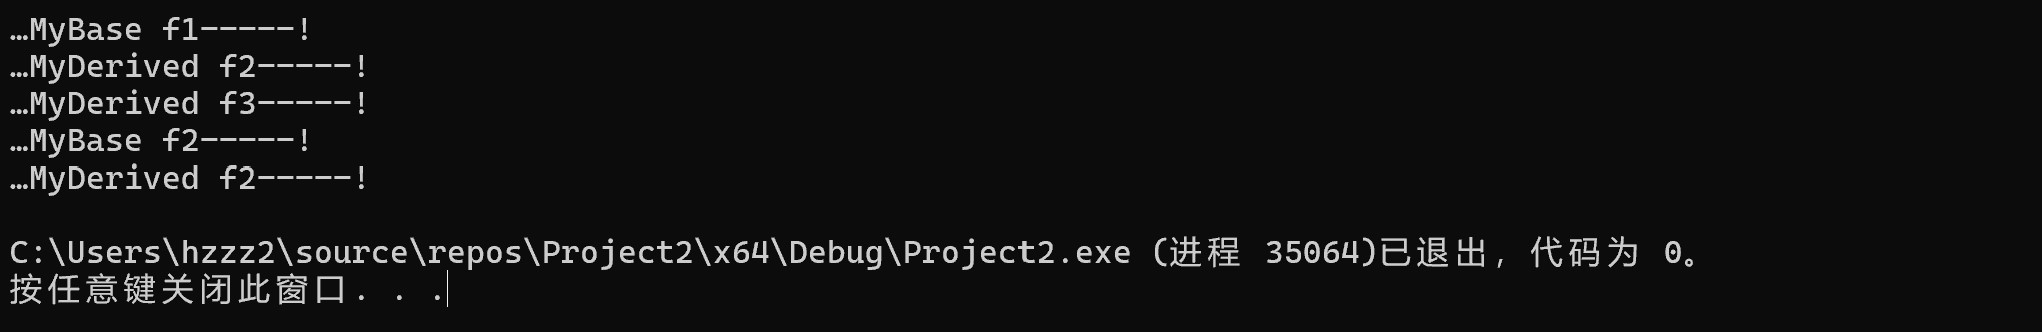 …MyBase f1-----!
…MyDerived f2-----!
…MyDerived f3-----!
…MyBase f2-----!
…MyDerived f2-----!
C:\Users\hzzz2\source\repos\Project2\x64\Debug\Project2.exe (进程 35064)已退出，代码为 0。
按任意键关闭此窗口. . .